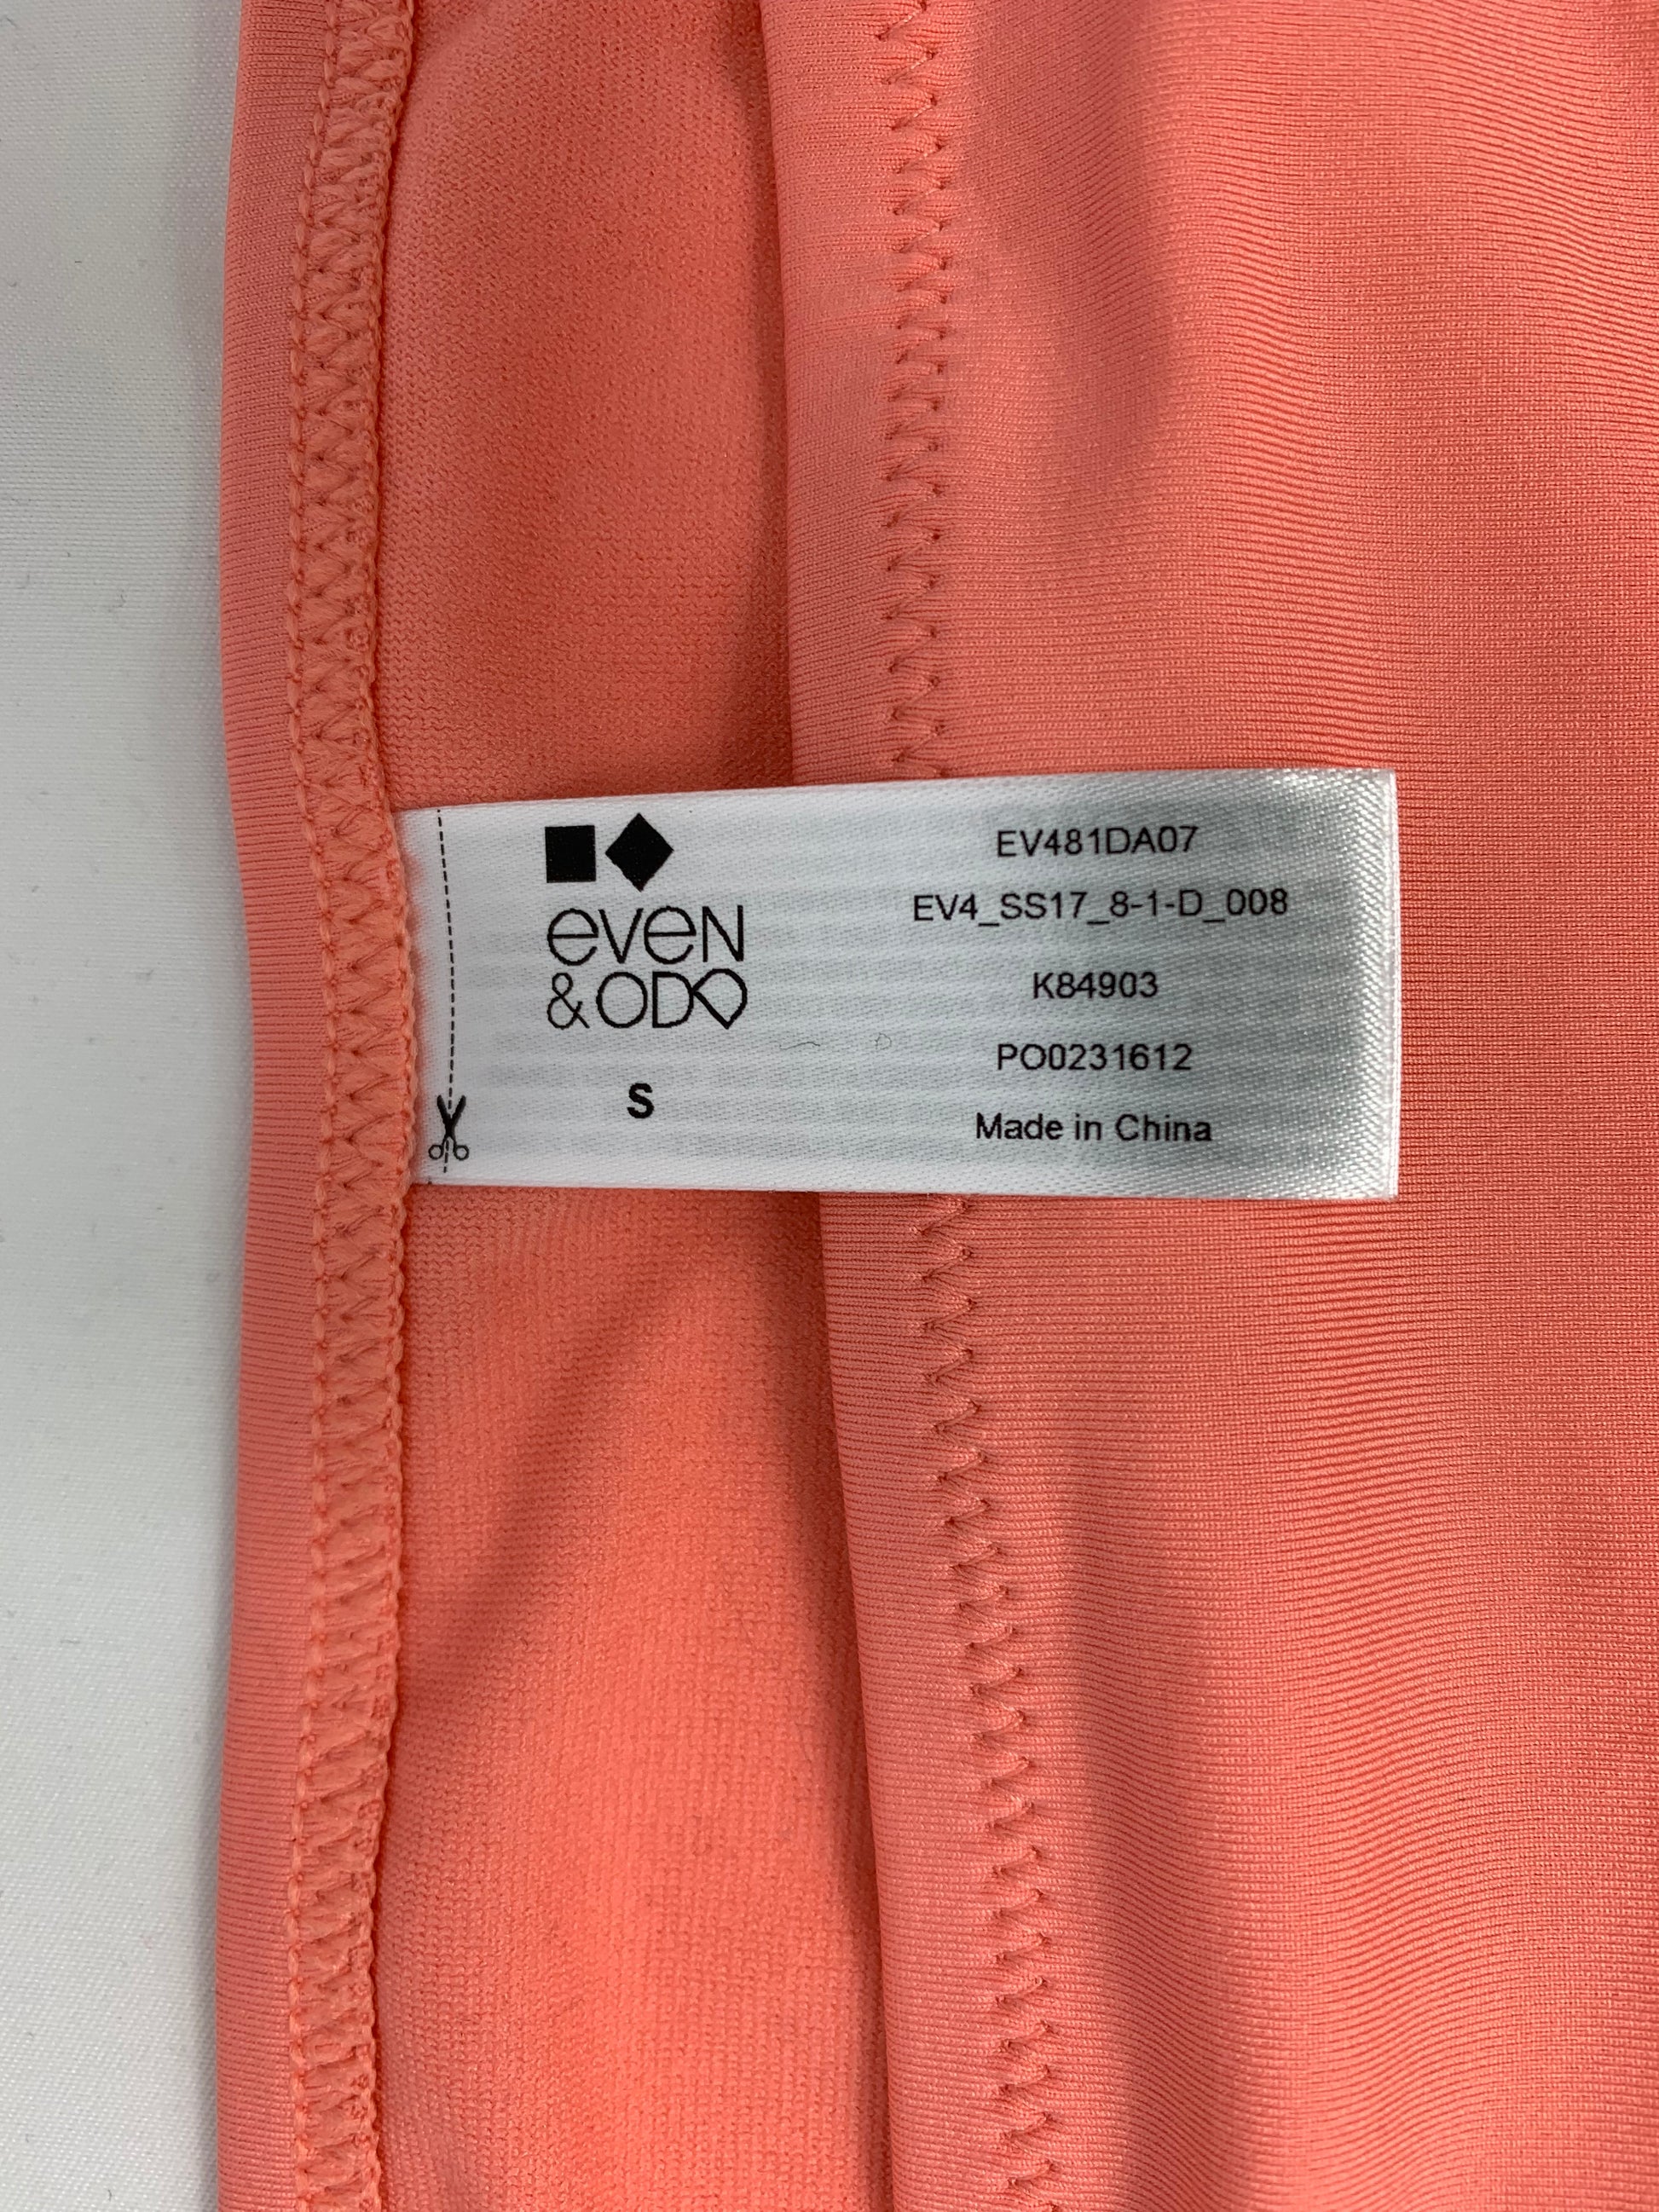 even
&ODD
S
EV481DA07
EV4_SS17_8-1-D_008
K84903
PO0231612
Made in China